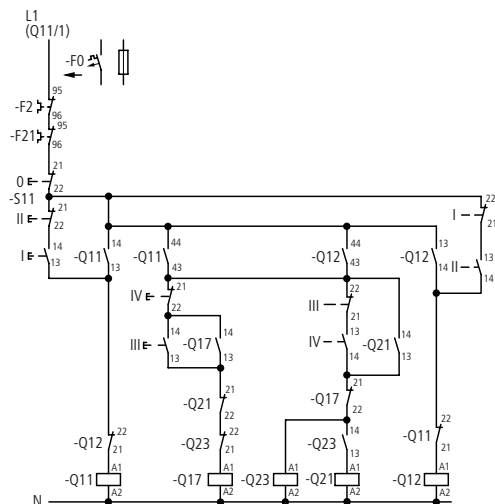 L1
(Q11/1)
-F0
95
-F2
96
95
-F21
96
21
0
22
-S11
21
II
22
14
I
13
14
-Q11
13
44
-Q11
43
44
-Q12
43
13
-Q12
14
22
I
21
13
II
14
21
IV
22
14
III
13
14
-Q17
13
22
III
21
13
IV
14
14
-Q21
13
21
-Q21
22
22
-Q23
21
21
-Q17
22
14
-Q23
13
22
-Q12
21
22
-Q11
21
A1
-Q11
A2
A1
-Q17
A2
A1
-Q23
A2
A1
-Q21
A2
A1
-Q12
A2
N